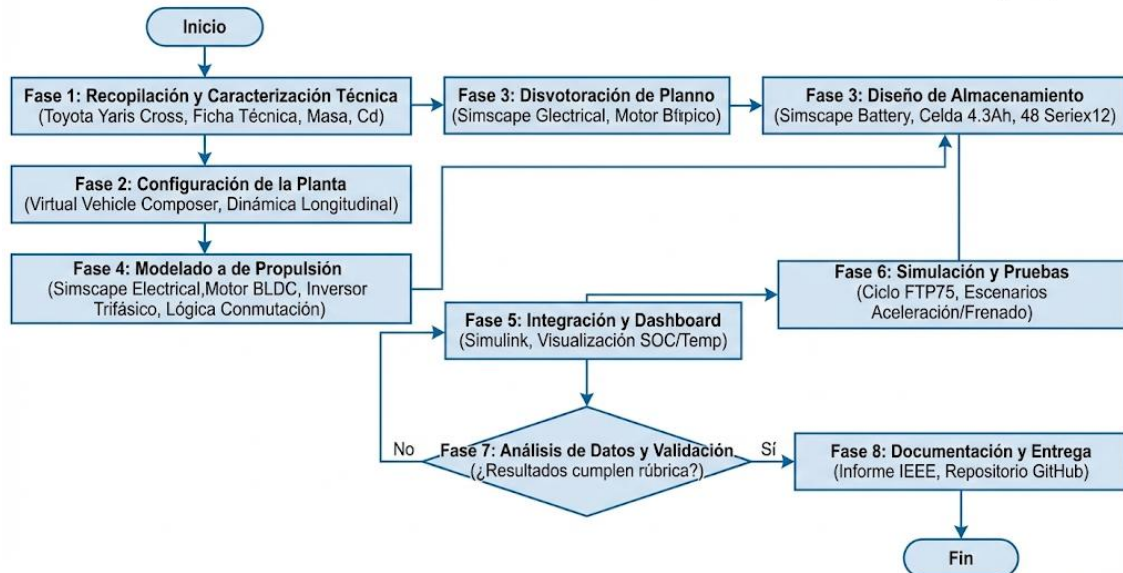 Inicio
Fase 1: Recopilación y Caracterización Técnica
(Toyota Yaris Cross, Ficha Técnica, Masa, Cd)
Fase 3: Disvotoración de Planno
(Simscape Glectrical, Motor
Fase 3: Diseño de Almacenamiento
(Simscape Battery, Celda 4.3Ah, 48 Seriex12)
Fase 2: Configuración de la Planta
(Virtual Vehicle Composer, Dinámica Longitudinal)
Fase 4: Modelado a de Propulsión
(Simscape Electrical,Motor BLDC, Inversor
Trifásico, Lógica Conmutación)
Fase 6: Simulación y Pruebas
(Ciclo FTP75, Escenarios
Aceleración/Frenado)
Fase 5: Integración y Dashboard
(Simulink, Visualización SOC/Temp)
No
Fase 7: Análisis de Datos y Validación
(¿Resultados cumplen rúbrica?)
Sí
Fase 8: Documentación y Entrega
(Informe IEEE, Repositorio GitHub)
Fin